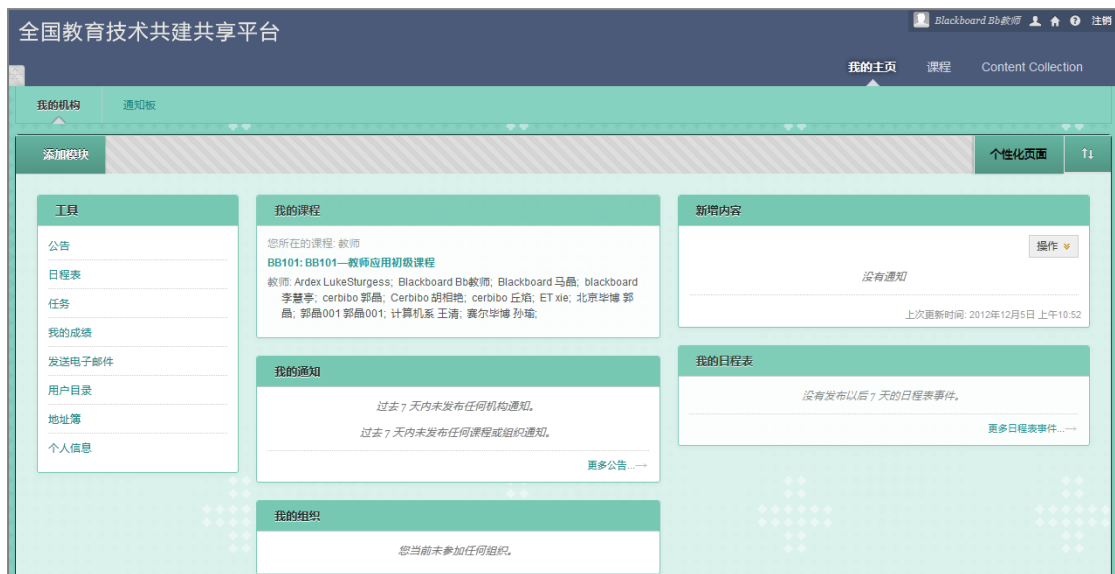 全国教育技术共建共享平台
Blackboard Bb教师 注销
我的主页 课程 Content Collection
我的机构 通知板
添加模块 个性化页面
工具
公告
日程表
任务
我的成绩
发送电子邮件
用户目录
地址簿
个人信息
我的课程
您所在的课程: 教师
BB101: BB101—教师应用初级课程
教师: Ardex LukeSturgess; Blackboard Bb教师; Blackboard 马晶; blackboard
李慧亭; cerbibo 郭晶; Cerbibo 胡相艳; cerbibo 丘焰; ET xie; 北京毕博 郭
晶; 郭晶001 郭晶001; 计算机系 王清; 赛尔毕博 孙瑜;
我的通知
过去 7 天内未发布任何机构通知。
过去 7 天内未发布任何课程或组织通知。
更多公告...→
我的组织
您当前未参加任何组织。
新增内容
操作
没有通知
上次更新时间: 2012年12月5日 上午10:52
我的日程表
没有发布以后 7 天的日程表事件。
更多日程表事件...→